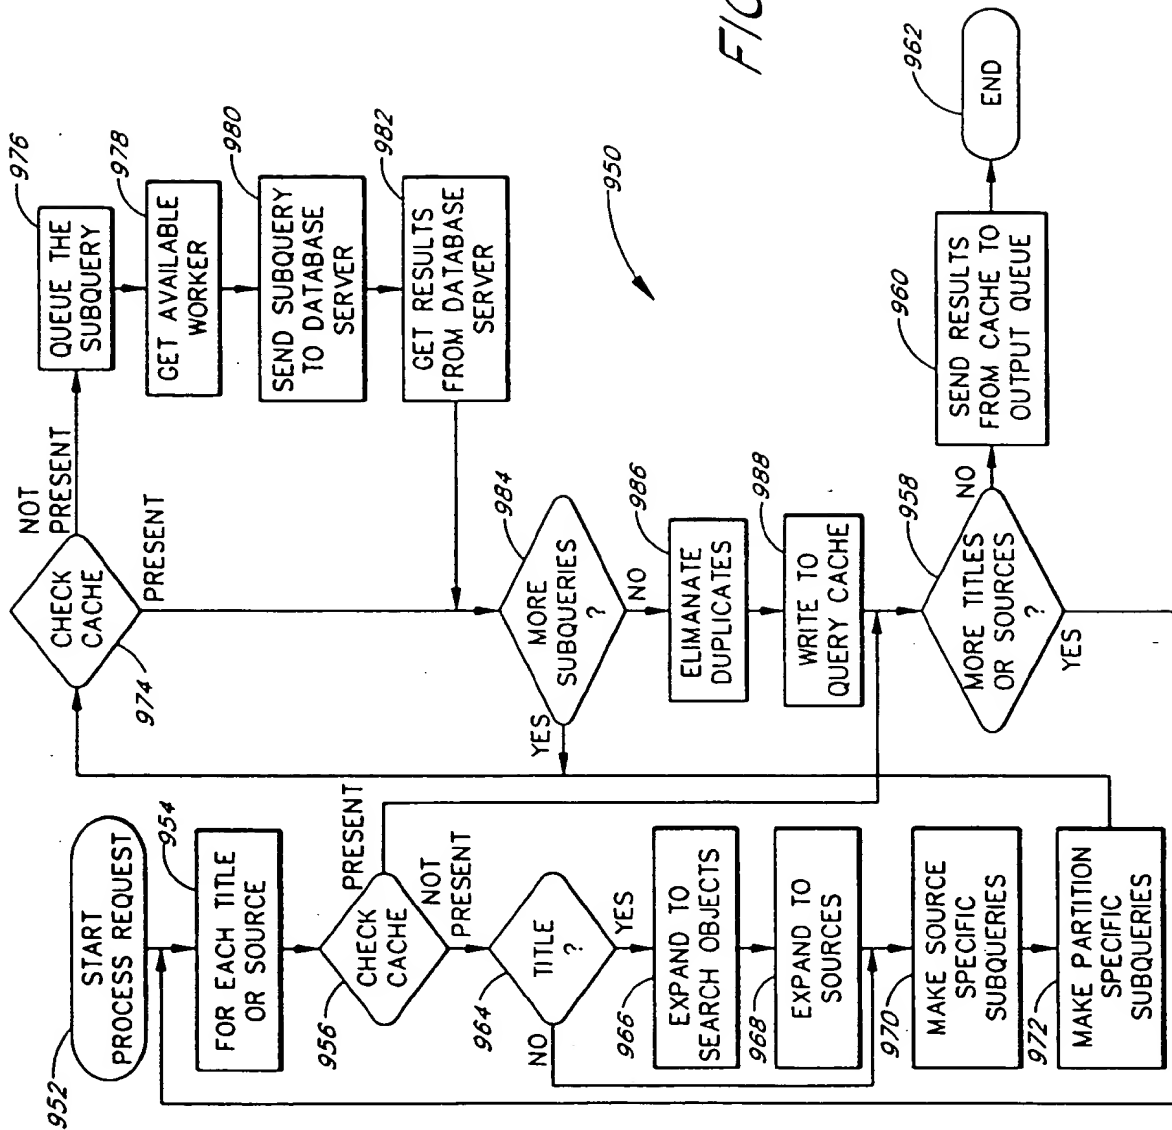 952
START
PROCESS REQUEST
954
FOR EACH TITLE
OR SOURCE
956
CHECK
CACHE
PRESENT
NOT
PRESENT
964
TITLE
?
YES
NO
966
EXPAND TO
SEARCH OBJECTS
968
EXPAND TO
SOURCES
970
MAKE SOURCE
SPECIFIC
SUBQUERIES
972
MAKE PARTITION
SPECIFIC
SUBQUERIES
974
CHECK
CACHE
NOT
PRESENT
PRESENT
976
QUEUE THE
SUBQUERY
978
GET AVAILABLE
WORKER
980
SEND SUBQUERY
TO DATABASE
SERVER
982
GET RESULTS
FROM DATABASE
SERVER
984
MORE
SUBQUERIES
?
YES
NO
986
ELIMANATE
DUPLICATES
988
WRITE TO
QUERY CACHE
958
MORE TITLES
OR SOURCES
?
YES
NO
960
SEND RESULTS
FROM CACHE TO
OUTPUT QUEUE
962
END
950